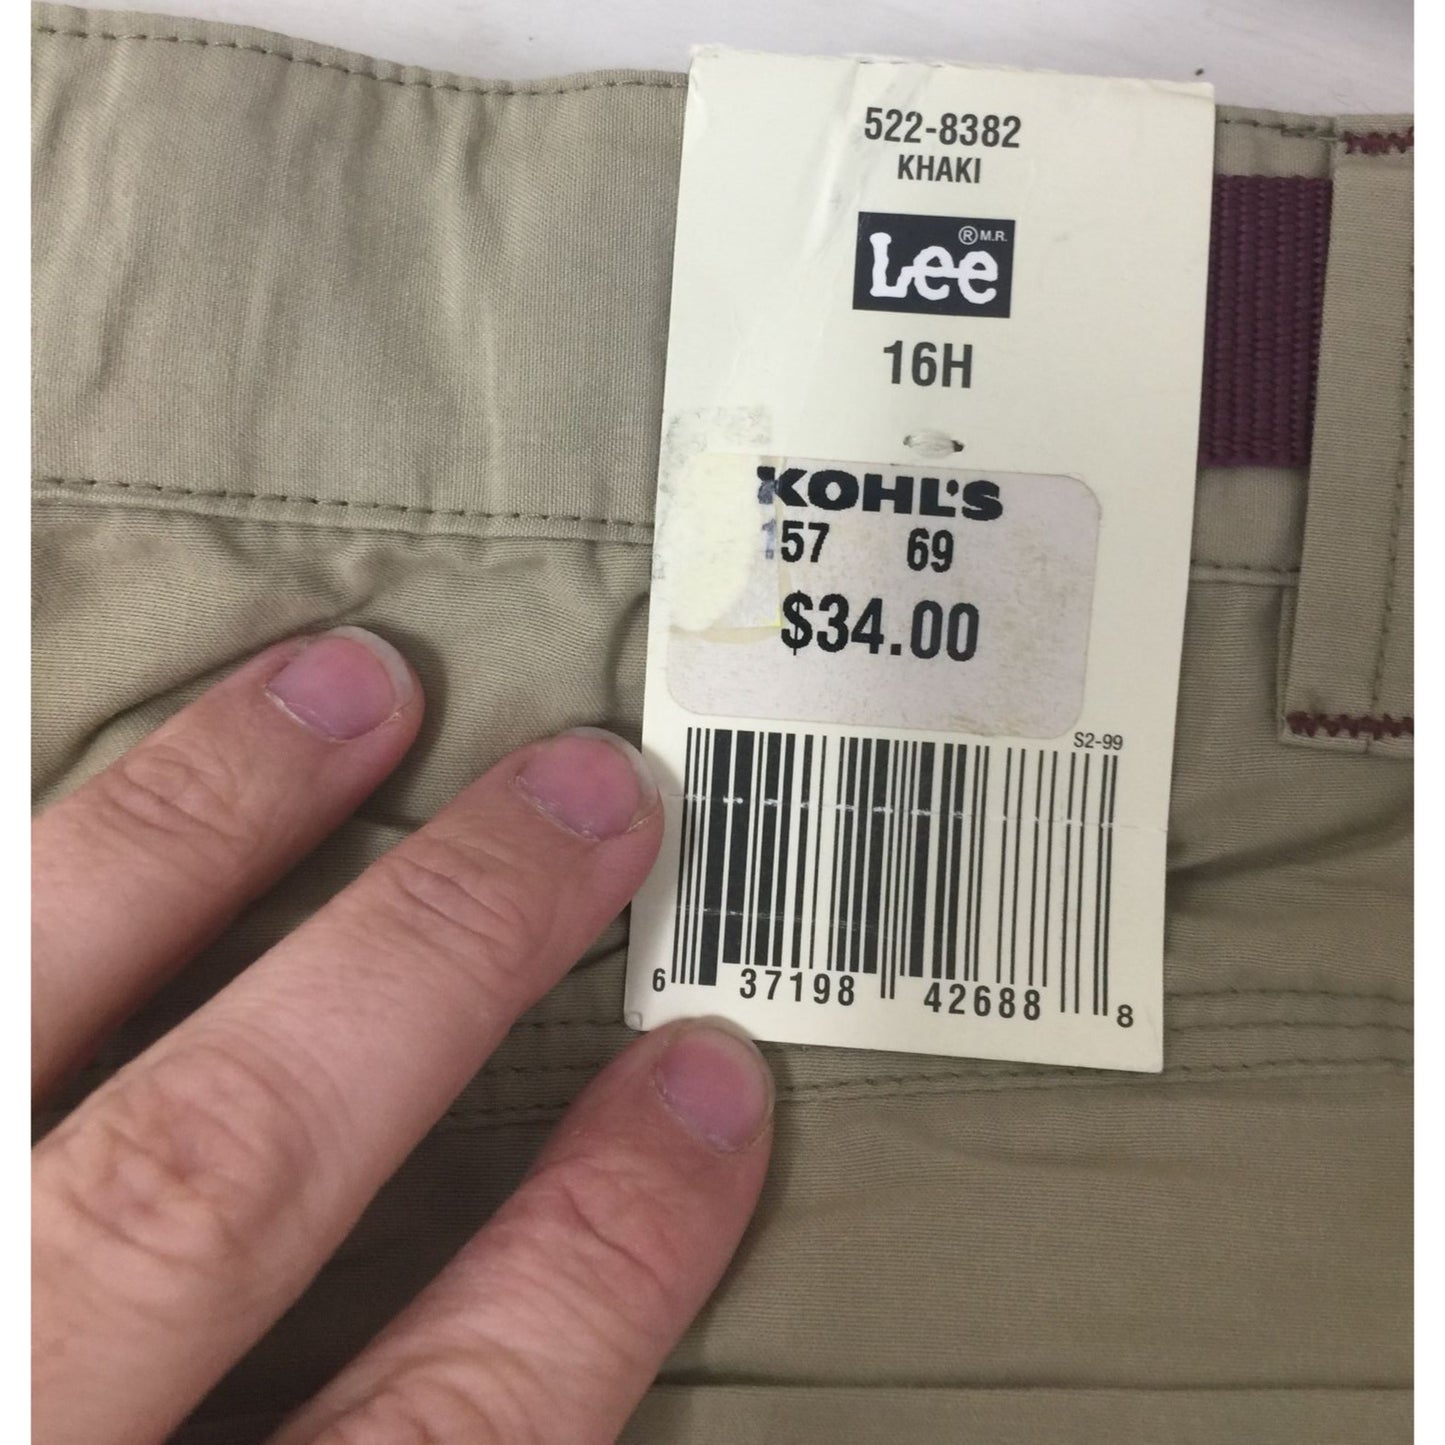 522-8382
KHAKI
Lee ® M.R.
16H
KOHL'S
157 69
$34.00
S2-99
6 37198 42688 8